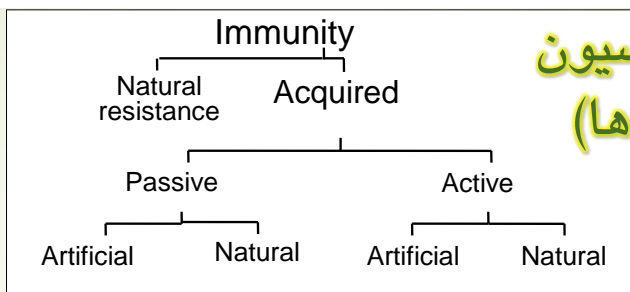 Immunity
Natural
resistance
Acquired
Passive
Active
Artificial
Natural
Artificial
Natural